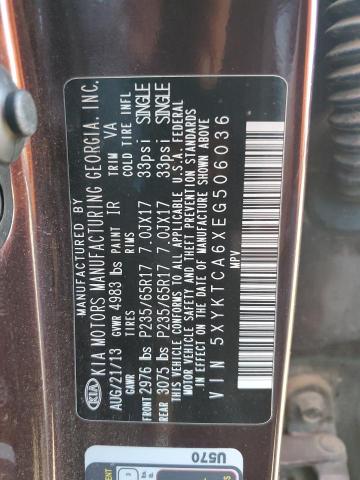 MANUFACTURED BY
KIA KIA MOTORS MANUFACTURING GEORGIA, INC.
AUG/21/13 GVWR 4983 lbs PAINT IR TRIM VA
GAWR TIRES RIMS COLD TIRE INFL
FRONT 2976 lbs P235/65R17 7.0JX17 33psi SINGLE
REAR 3075 lbs P235/65R17 7.0JX17 33psi SINGLE
THIS VEHICLE CONFORMS TO ALL APPLICABLE U.S.A. FEDERAL
MOTOR VEHICLE SAFETY AND THEFT PREVENTION STANDARDS
IN EFFECT ON THE DATE OF MANUFACTURE SHOWN ABOVE.
VIN 5XYKTCA6XEG506036
MPV
U570